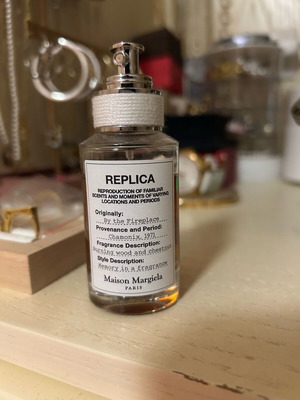 REPLICA
REPRODUCTION OF FAMILIAR
SCENTS AND MOMENTS OF VARYING
LOCATIONS AND PERIODS
Originally:
By the Fireplace
Provenance and Period:
Chamonix, 1971
Fragrance Description:
Burning wood and chestnut
Style Description:
Memory in a fragrance
Maison Margiela
PARIS